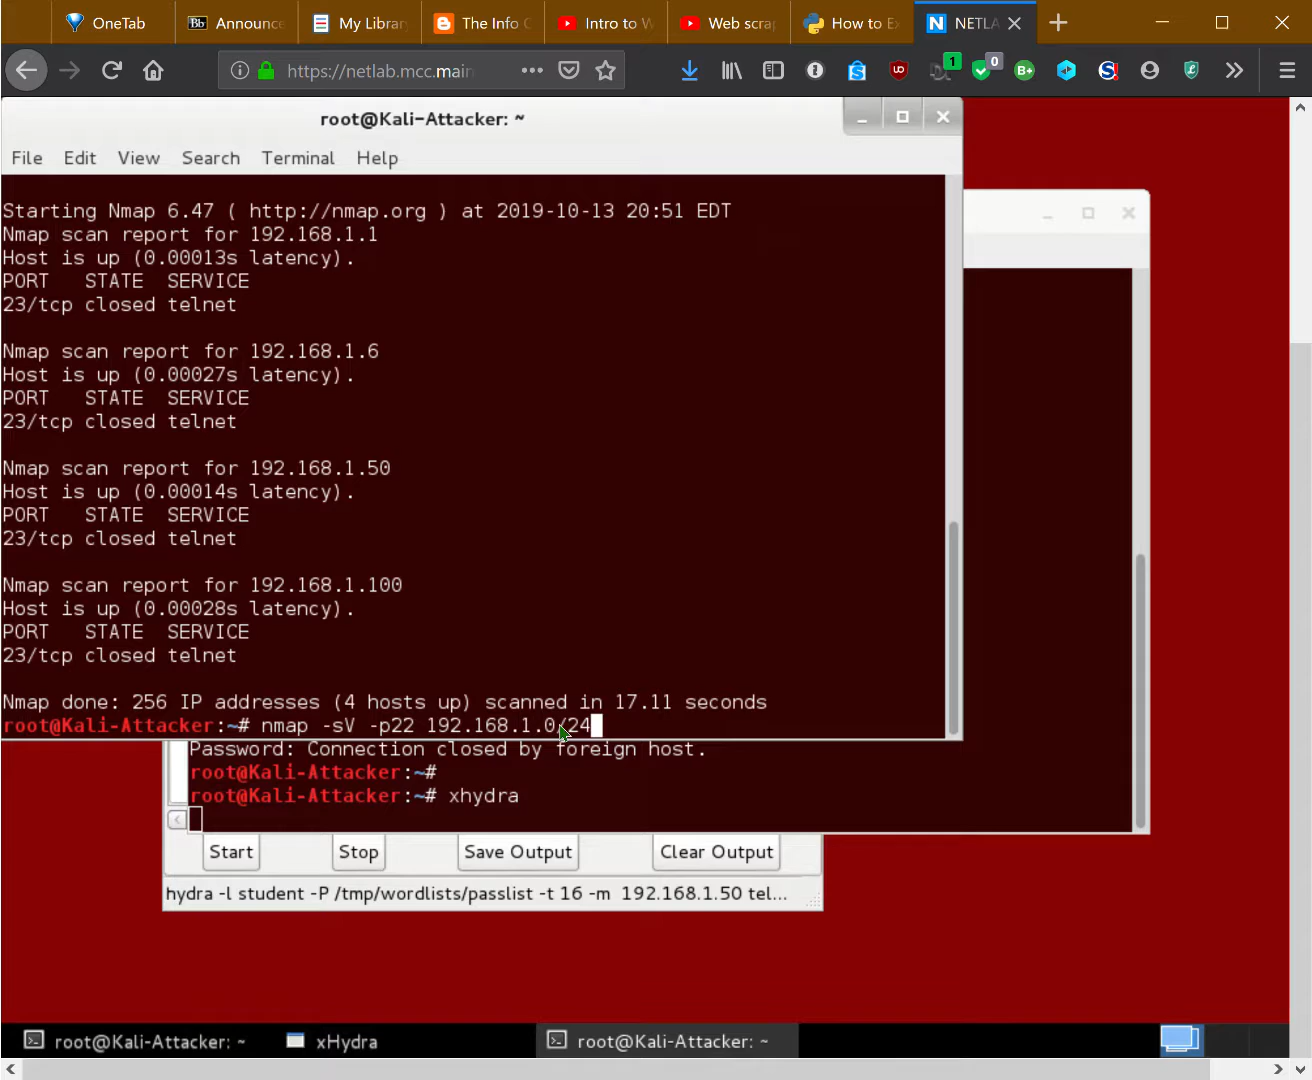 OneTab
Bb Announce
My Library
The Info C
Intro to W
Web scrap
How to Ex
N NETLA
https://netlab.mcc.main
1
0
B+
root@Kali-Attacker: ~
File Edit View Search Terminal Help
Starting Nmap 6.47 ( http://nmap.org ) at 2019-10-13 20:51 EDT
Nmap scan report for 192.168.1.1
Host is up (0.00013s latency).
PORT   STATE  SERVICE
23/tcp closed telnet
Nmap scan report for 192.168.1.6
Host is up (0.00027s latency).
PORT   STATE  SERVICE
23/tcp closed telnet
Nmap scan report for 192.168.1.50
Host is up (0.00014s latency).
PORT   STATE  SERVICE
23/tcp closed telnet
Nmap scan report for 192.168.1.100
Host is up (0.00028s latency).
PORT   STATE  SERVICE
23/tcp closed telnet
Nmap done: 256 IP addresses (4 hosts up) scanned in 17.11 seconds
root@Kali-Attacker:~# nmap -sV -p22 192.168.1.0/24
Password: Connection closed by foreign host.
root@Kali-Attacker:~#
root@Kali-Attacker:~# xhydra
Start Stop Save Output Clear Output
hydra -l student -P /tmp/wordlists/passlist -t 16 -m  192.168.1.50 tel...
root@Kali-Attacker: ~ xHydra root@Kali-Attacker: ~